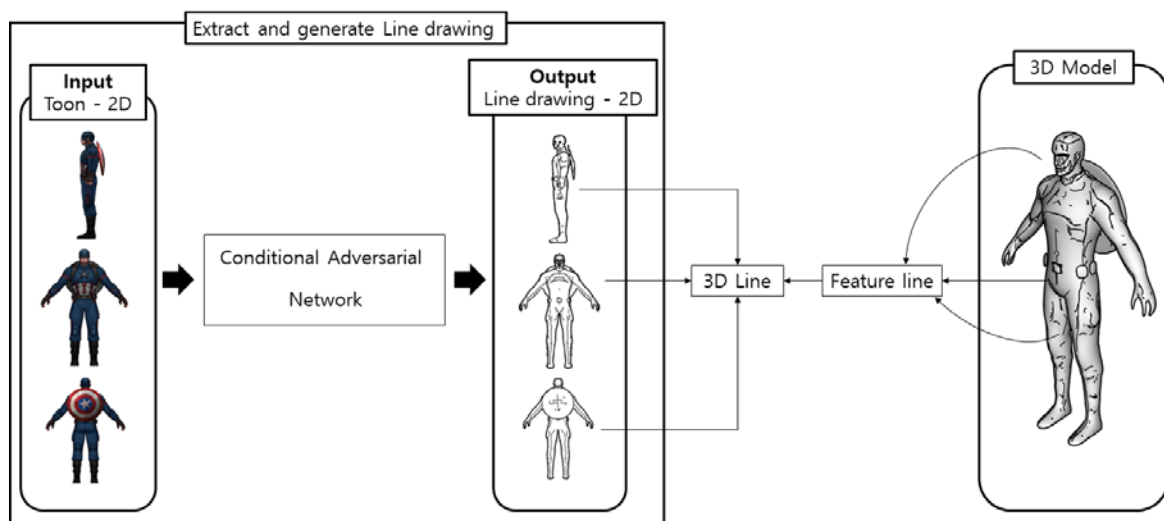 Extract and generate Line drawing
Input
Toon - 2D
Conditional Adversarial
Network
Output
Line drawing - 2D
3D Line
Feature line
3D Model